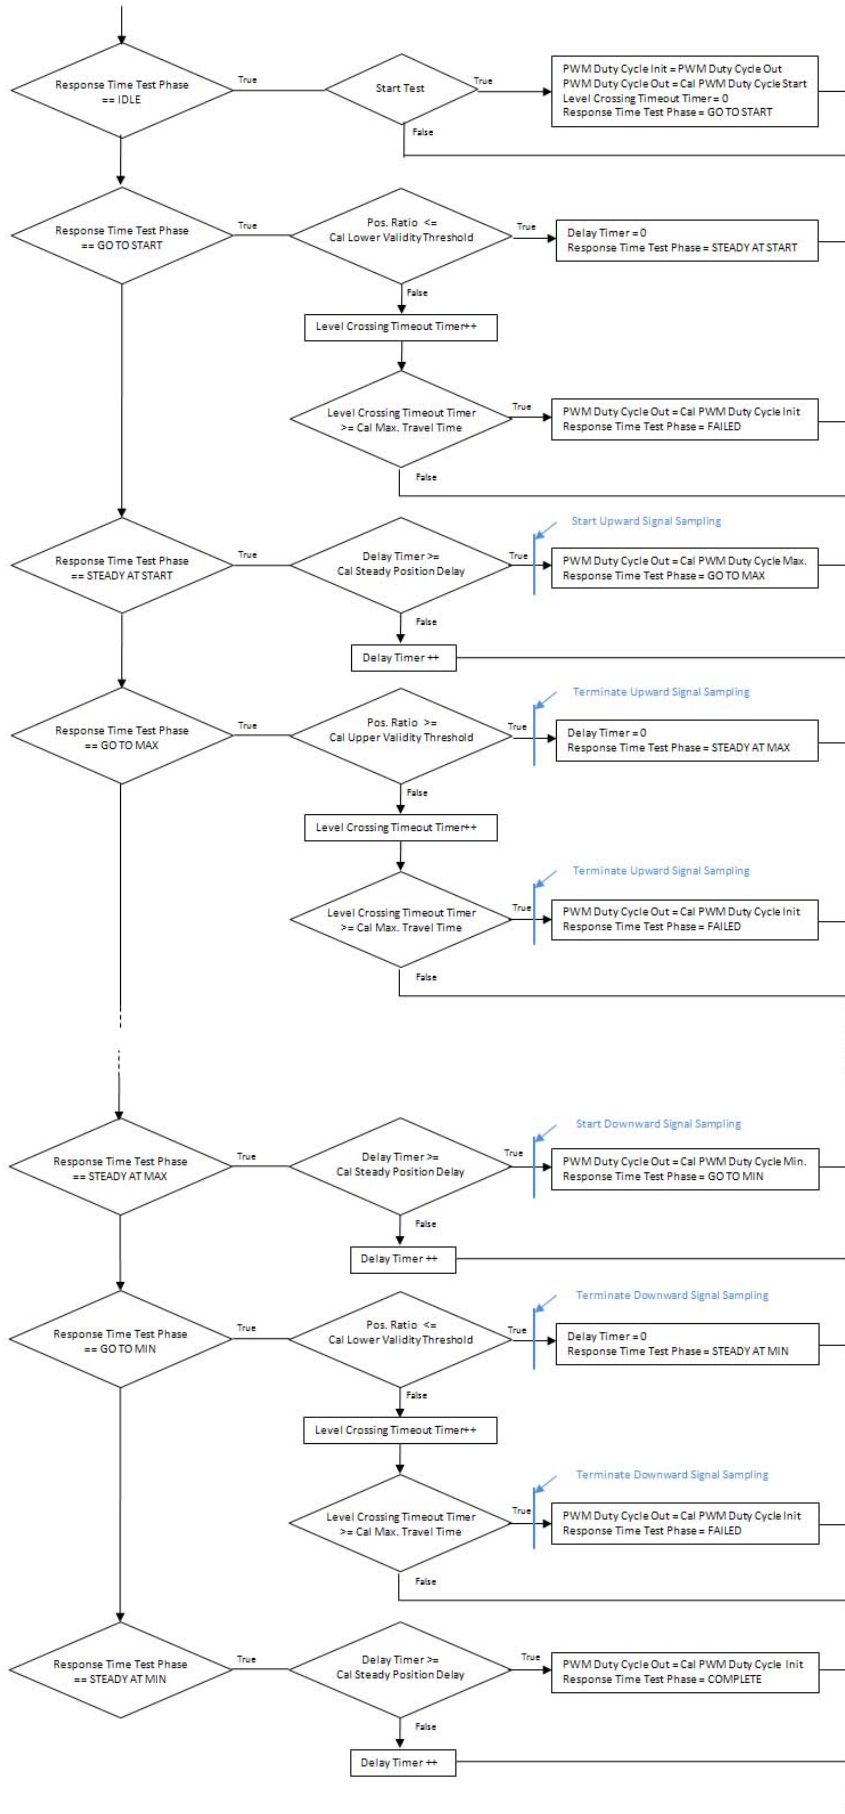 Response Time Test Phase
== IDLE
True
Start Test
True
PWM Duty Cycle Init = PWM Duty Cycle Out
PWM Duty Cycle Out = Cal PWM Duty Cycle Start
Level Crossing Timeout Timer = 0
Response Time Test Phase = GO TO START
False
Response Time Test Phase
== GO TO START
True
Pos. Ratio <=
Cal Lower Validity Threshold
True
Delay Timer = 0
Response Time Test Phase = STEADY AT START
False
Level Crossing Timeout Timer++
Level Crossing Timeout Timer
>= Cal Max. Travel Time
True
PWM Duty Cycle Out = Cal PWM Duty Cycle Init
Response Time Test Phase = FAILED
False
Start Upward Signal Sampling
Response Time Test Phase
== STEADY AT START
True
Delay Timer >=
Cal Steady Position Delay
True
PWM Duty Cycle Out = Cal PWM Duty Cycle Max.
Response Time Test Phase = GO TO MAX
False
Delay Timer ++
Terminate Upward Signal Sampling
Response Time Test Phase
== GO TO MAX
True
Pos. Ratio >=
Cal Upper Validity Threshold
True
Delay Timer = 0
Response Time Test Phase = STEADY AT MAX
False
Level Crossing Timeout Timer++
Terminate Upward Signal Sampling
Level Crossing Timeout Timer
>= Cal Max. Travel Time
True
PWM Duty Cycle Out = Cal PWM Duty Cycle Init
Response Time Test Phase = FAILED
False
Start Downward Signal Sampling
Response Time Test Phase
== STEADY AT MAX
True
Delay Timer >=
Cal Steady Position Delay
True
PWM Duty Cycle Out = Cal PWM Duty Cycle Min.
Response Time Test Phase = GO TO MIN
False
Delay Timer ++
Terminate Downward Signal Sampling
Response Time Test Phase
== GO TO MIN
True
Pos. Ratio <=
Cal Lower Validity Threshold
True
Delay Timer = 0
Response Time Test Phase = STEADY AT MIN
False
Level Crossing Timeout Timer++
Terminate Downward Signal Sampling
Level Crossing Timeout Timer
>= Cal Max. Travel Time
True
PWM Duty Cycle Out = Cal PWM Duty Cycle Init
Response Time Test Phase = FAILED
False
Response Time Test Phase
== STEADY AT MIN
True
Delay Timer >=
Cal Steady Position Delay
True
PWM Duty Cycle Out = Cal PWM Duty Cycle Init
Response Time Test Phase = COMPLETE
False
Delay Timer ++